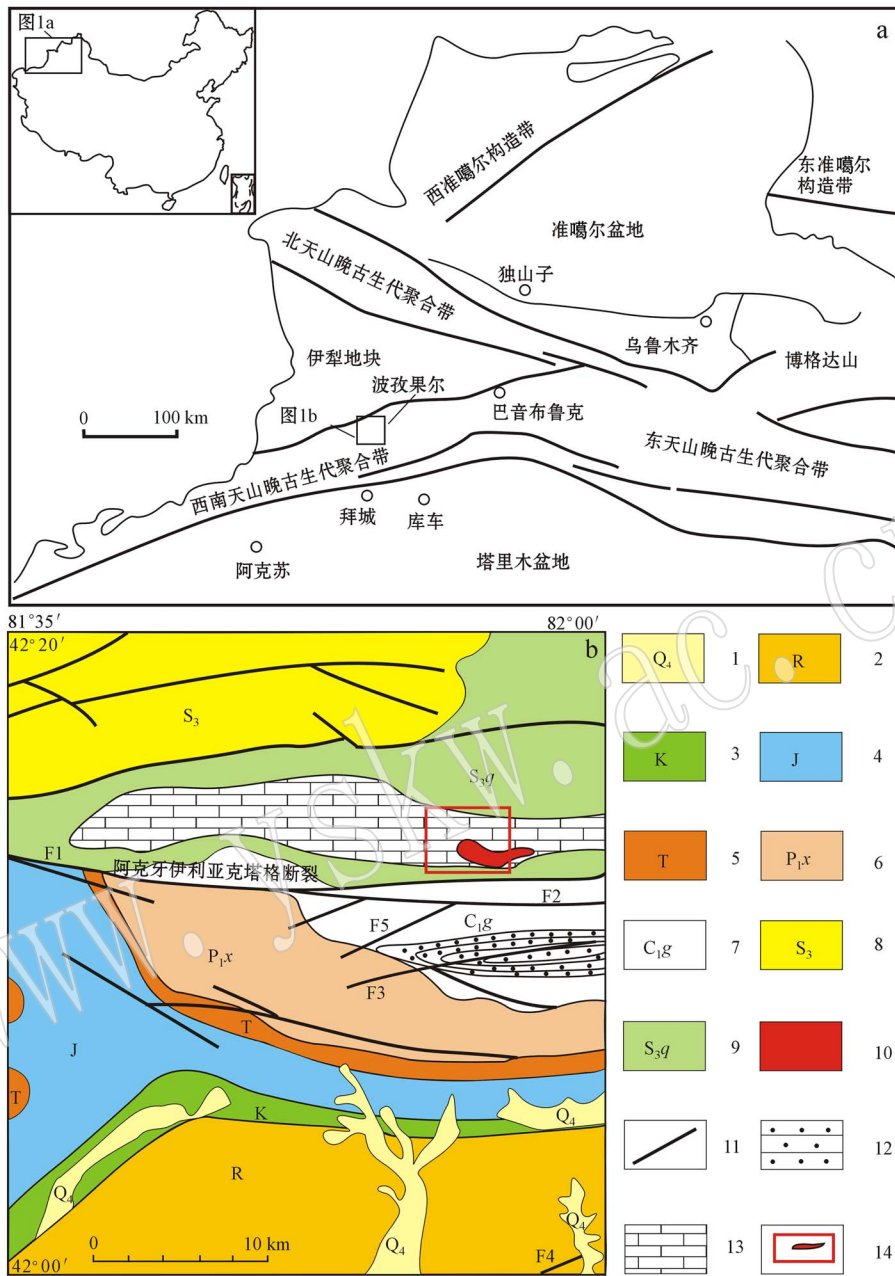 图1a
a
西准噶尔构造带
东准噶尔
构造带
准噶尔盆地
北天山晚古生代聚合带
独山子
乌鲁木齐
伊犁地块
博格达山
波孜果尔
0 100 km
图1b
巴音布鲁克
东天山晚古生代聚合带
西南天山晚古生代聚合带
拜城
库车
阿克苏
塔里木盆地
81°35′
82°00′
42°20′
b
S₃
S₃q
F1
阿克牙伊利亚克塔格断裂
F2
F5
C₁g
P₁x
F3
T
J
T
K
Q₄
Q₄
R
Q₄
Q₄
0 10 km
42°00′
F4
Q₄ 1
R 2
K 3
J 4
T 5
P₁x 6
C₁g 7
S₃ 8
S₃q 9
10
11
12
13
14
www.yskw.ac.c